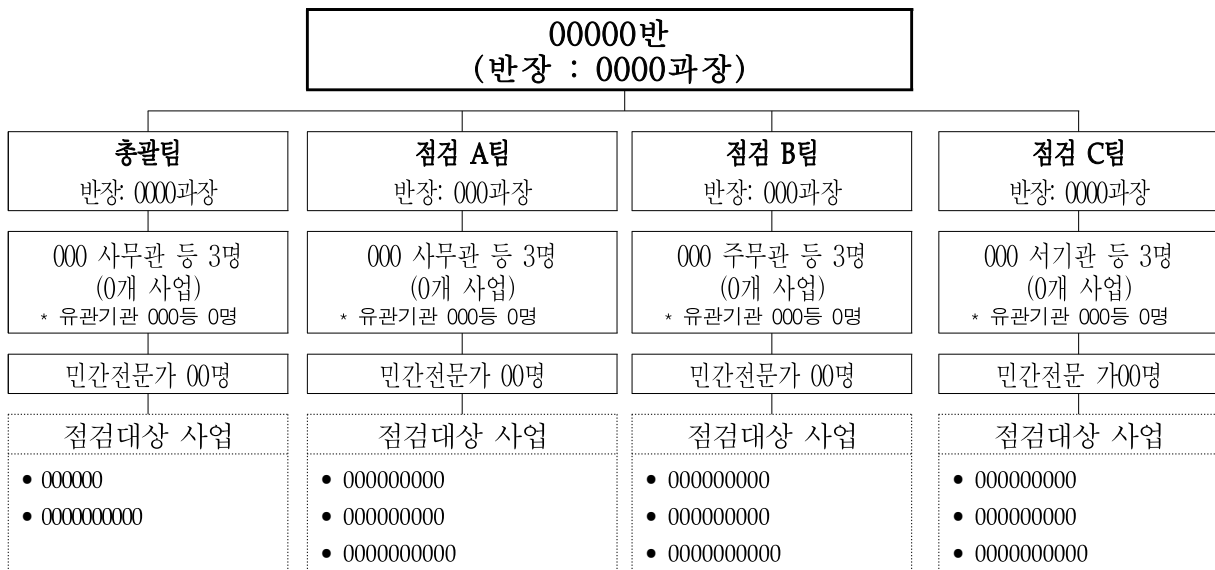 00000반
(반장 : 0000과장)
총괄팀
반장: 0000과장
000 사무관 등 3명
(0개 사업)
* 유관기관 000등 0명
민간전문가 00명
점검대상 사업
• 000000
• 0000000000
점검 A팀
반장: 000과장
000 사무관 등 3명
(0개 사업)
* 유관기관 000등 0명
민간전문가 00명
점검대상 사업
• 000000000
• 000000000
• 0000000000
점검 B팀
반장: 000과장
000 주무관 등 3명
(0개 사업)
* 유관기관 000등 0명
민간전문가 00명
점검대상 사업
• 000000000
• 000000000
• 0000000000
점검 C팀
반장: 0000과장
000 서기관 등 3명
(0개 사업)
* 유관기관 000등 0명
민간전문 가00명
점검대상 사업
• 000000000
• 000000000
• 0000000000